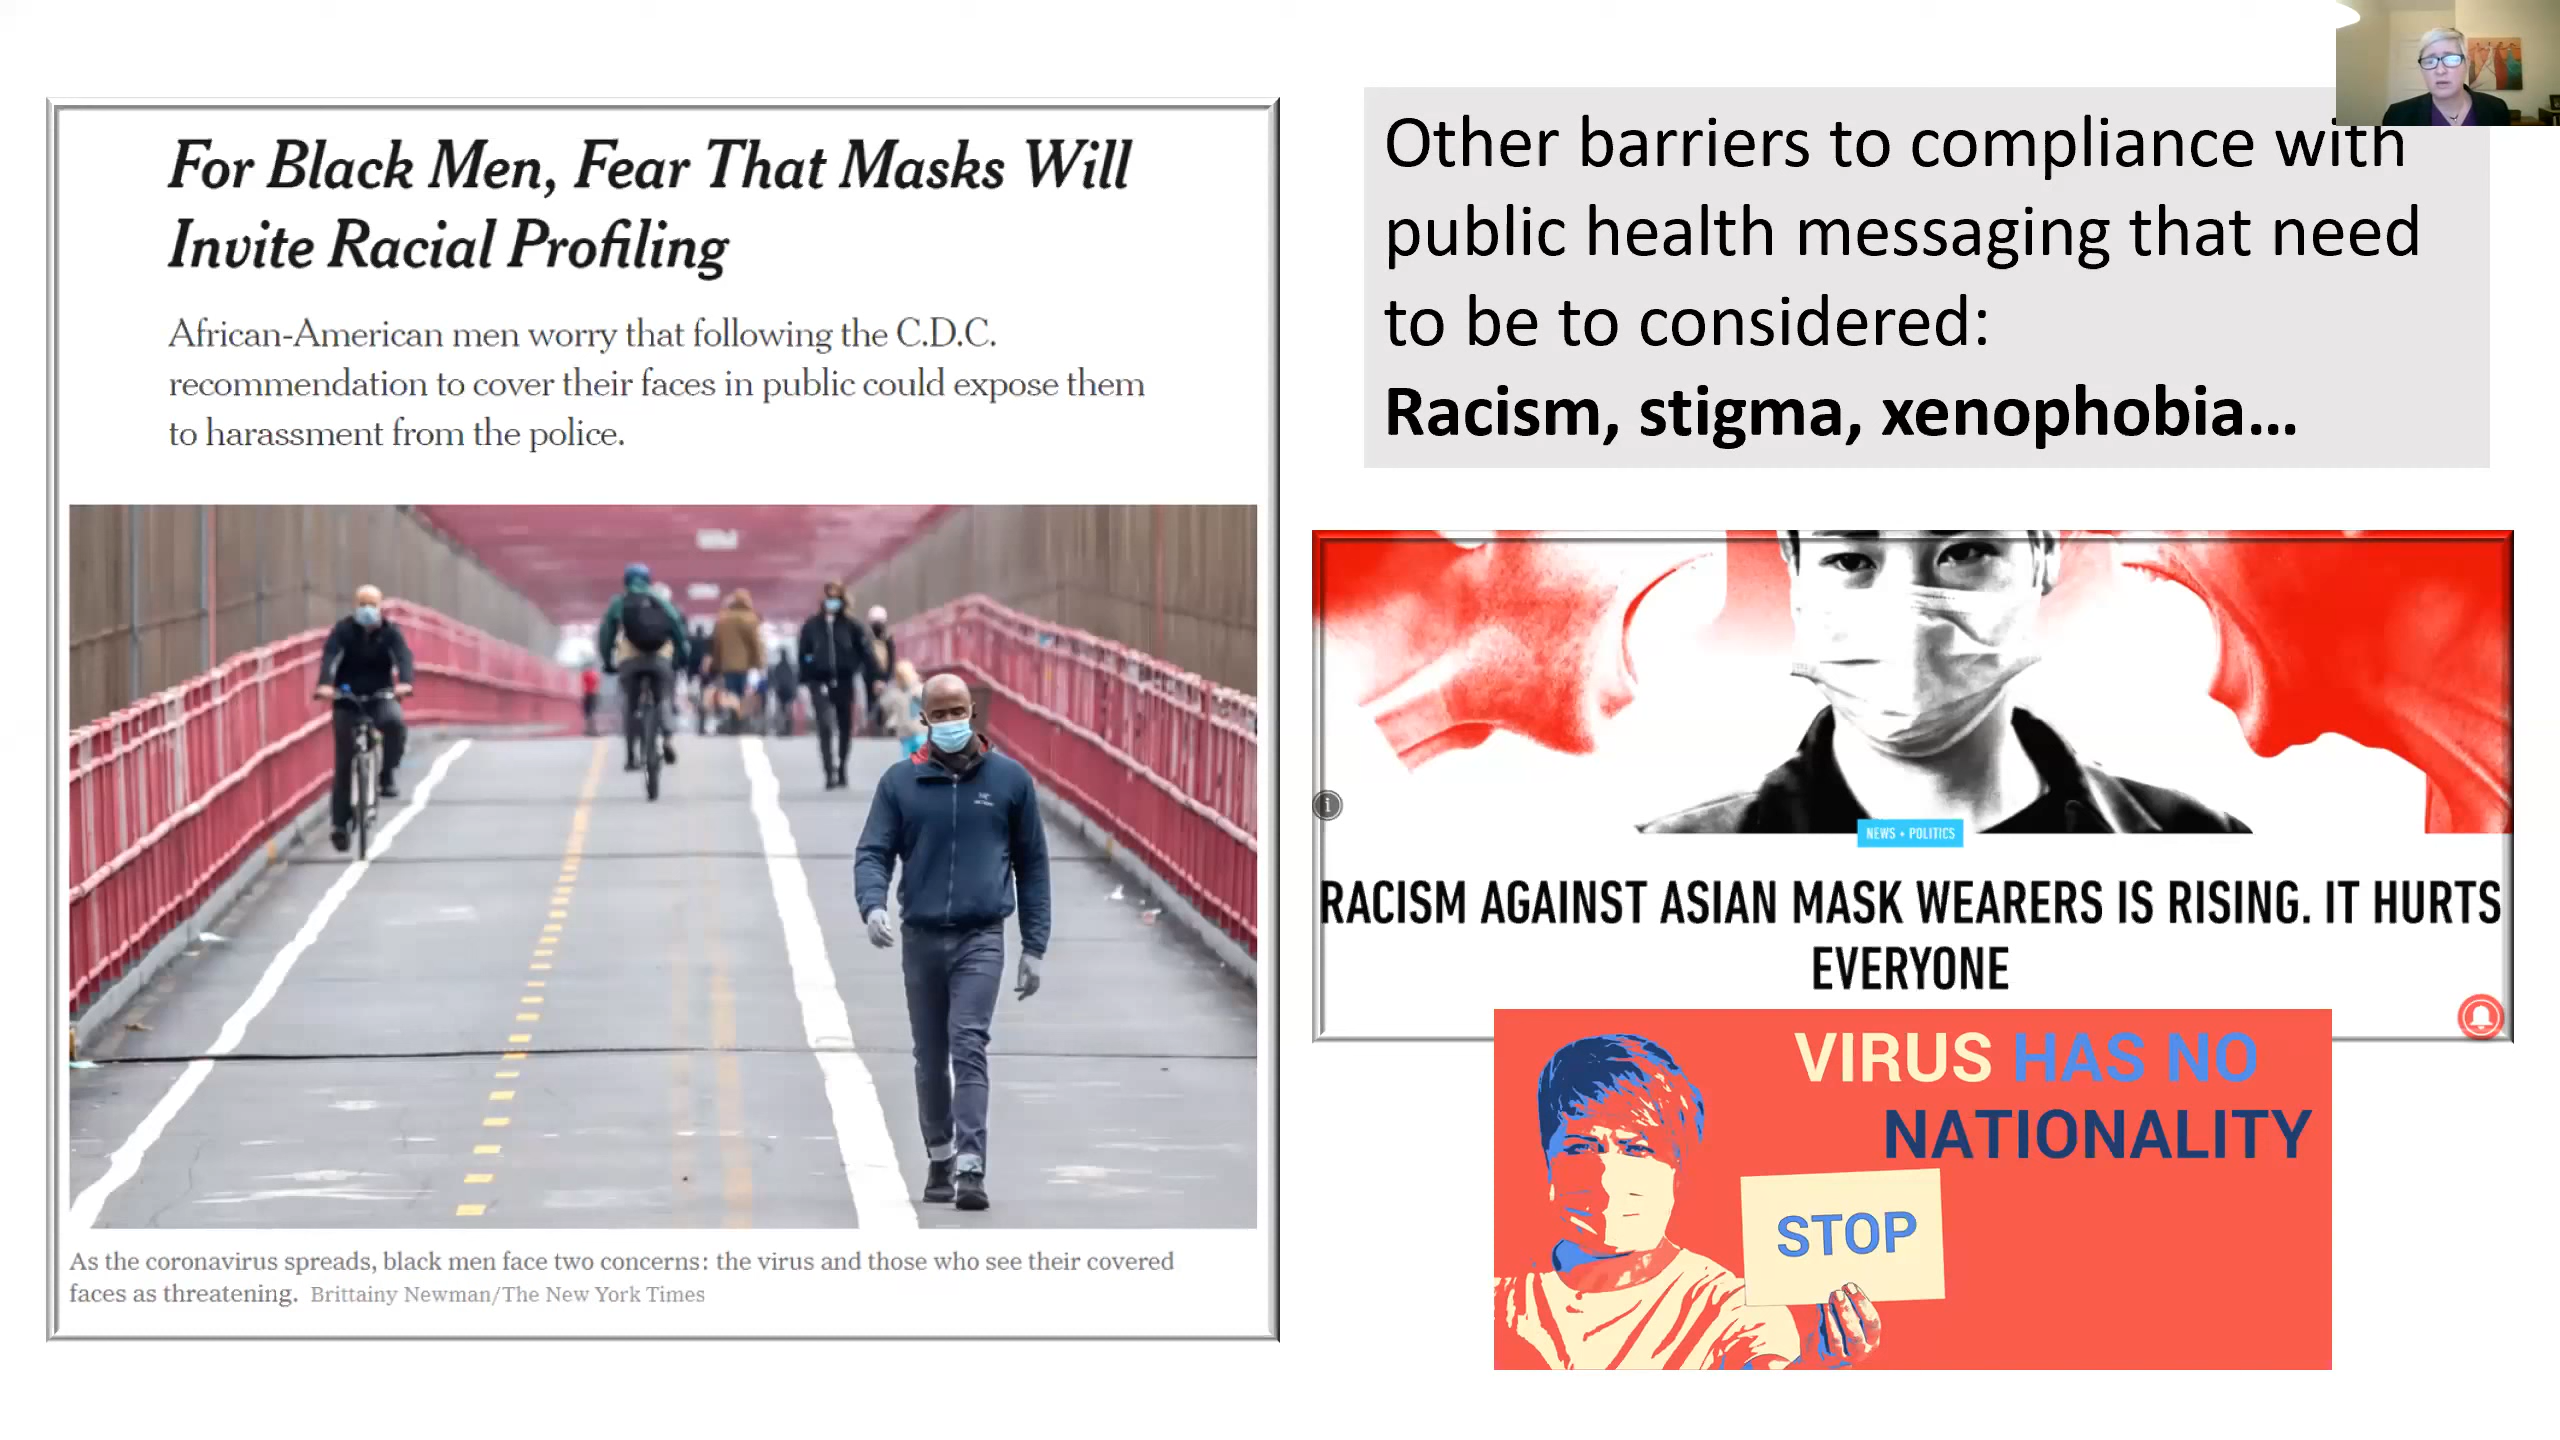 For Black Men, Fear That Masks Will
Invite Racial Profiling
African-American men worry that following the C.D.C.
recommendation to cover their faces in public could expose them
to harassment from the police.
As the coronavirus spreads, black men face two concerns: the virus and those who see their covered
faces as threatening. Brittainy Newman/The New York Times
Other barriers to compliance with
public health messaging that need
to be to considered:
Racism, stigma, xenophobia...
i
NEWS • POLITICS
RACISM AGAINST ASIAN MASK WEARERS IS RISING. IT HURTS
EVERYONE
VIRUS HAS NO
NATIONALITY
STOP